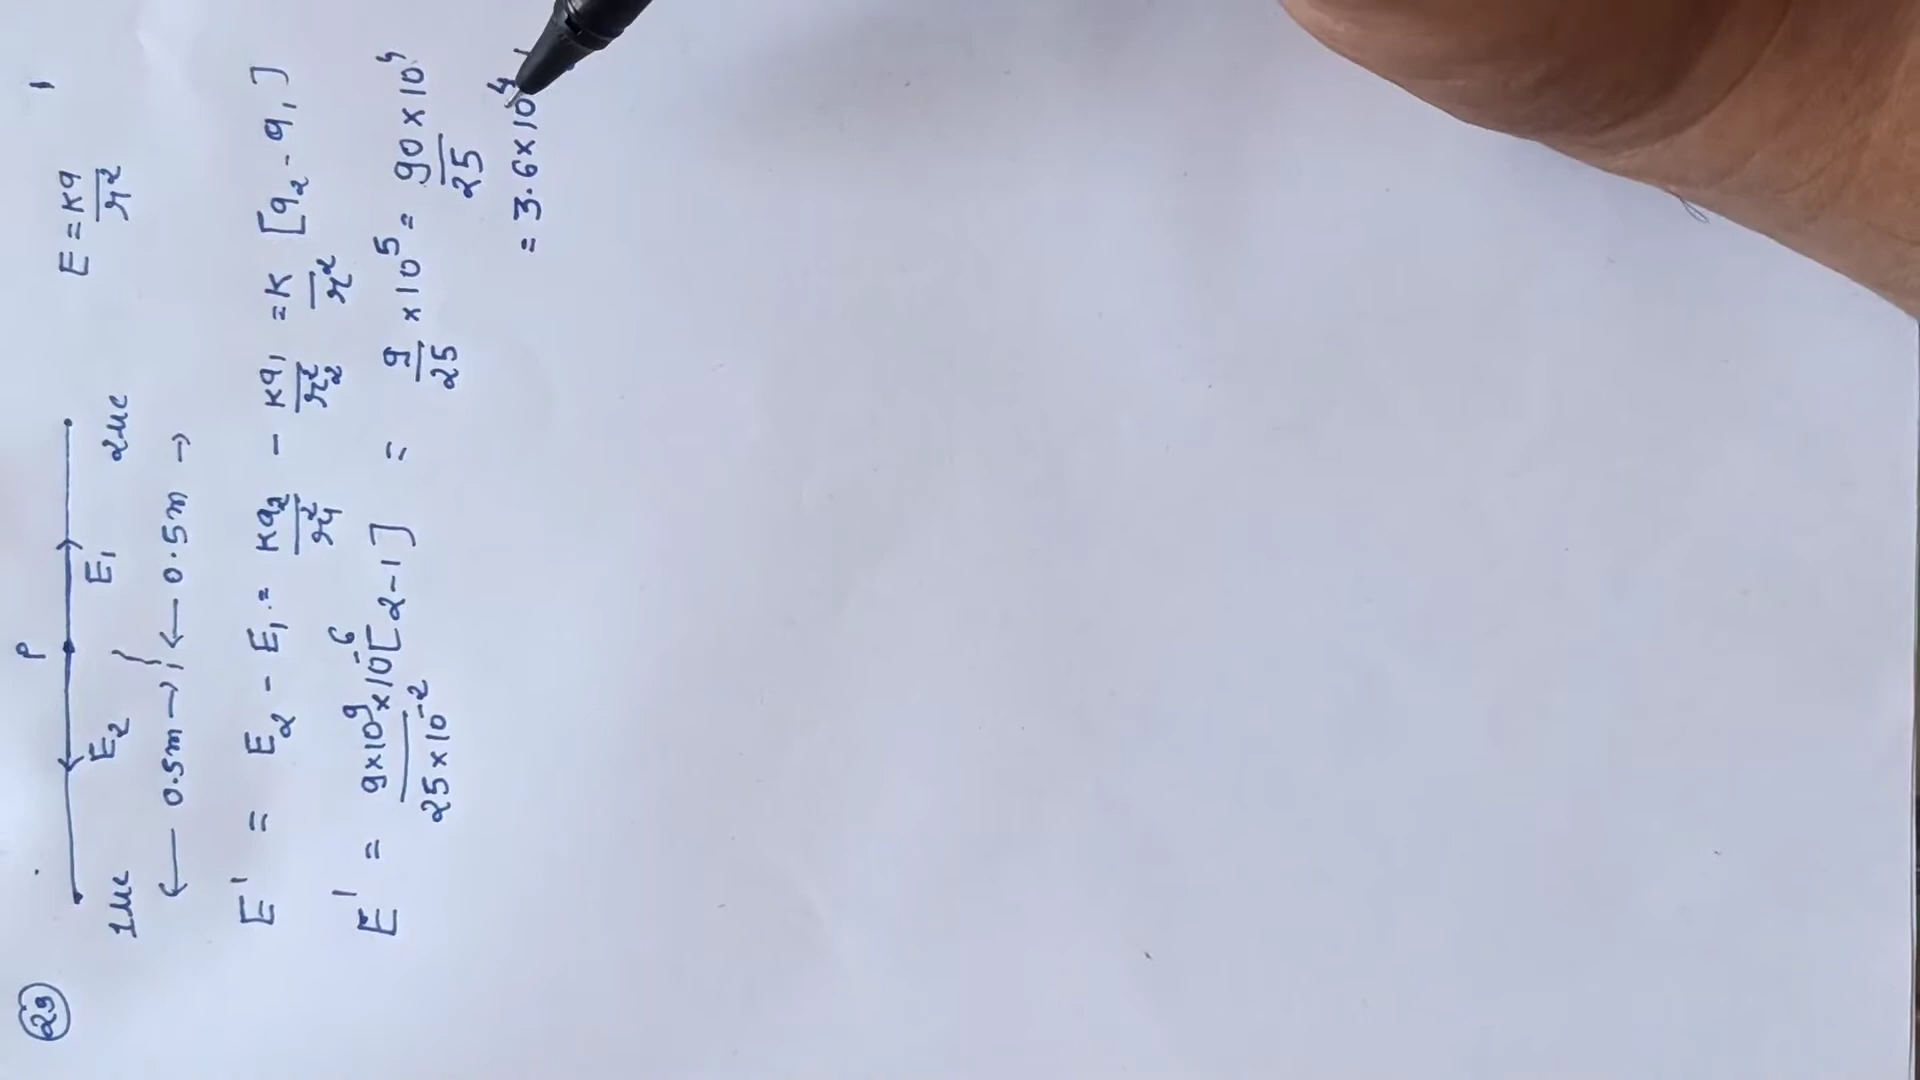 29
P
1μc E2 E1 2μc
E = kq/r²
← 0.5m → ← 0.5m →
E' = E2 - E1 = kq2/r1² - kq1/r2² = k/r² [q2 - q1]
E' = 9×10⁹×10⁻⁶/25×10⁻² [2-1] = 9/25 ×10⁵ = 90×10⁴/25
= 3.6×10⁴